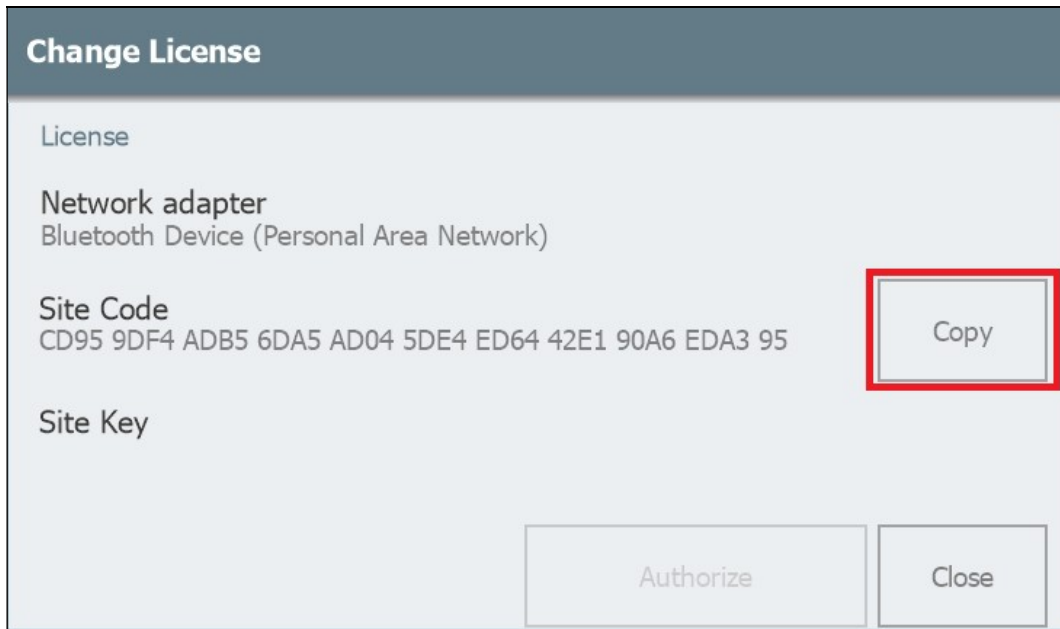 Change License
License
Network adapter
Bluetooth Device (Personal Area Network)
Site Code
CD95 9DF4 ADB5 6DA5 AD04 5DE4 ED64 42E1 90A6 EDA3 95
Copy
Site Key
Authorize
Close